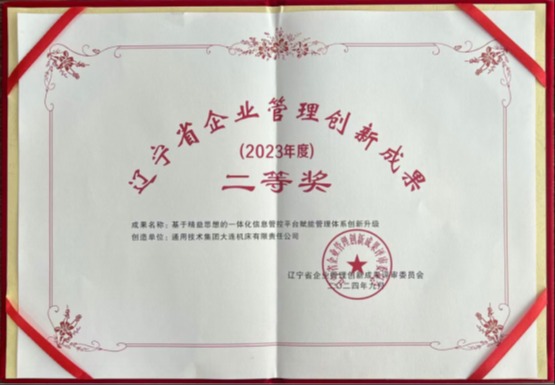 辽宁省企业管理创新成果
(2023年度)
二等奖
成果名称：基于精益思想的一体化信息管控平台赋能管理体系创新升级
创造单位：通用技术集团大连机床有限责任公司
辽宁省企业管理创新成果评审委员会
二〇二四年九月